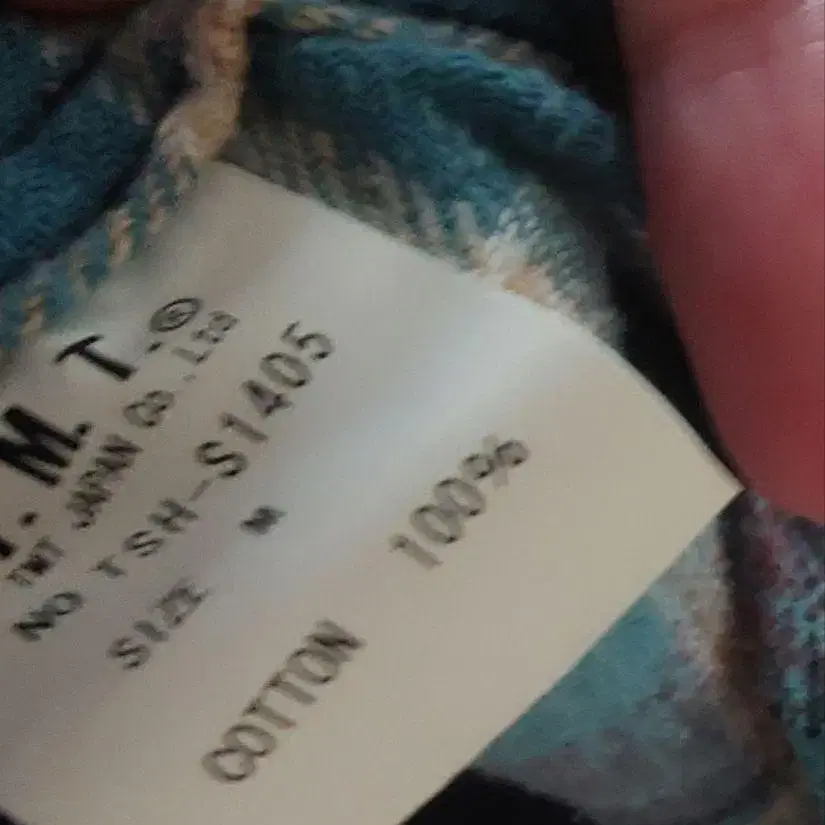 . M. T.®
TMT JAPAN Co.,LTD
NO TSH-S1405
SIZE M
COTTON 100%